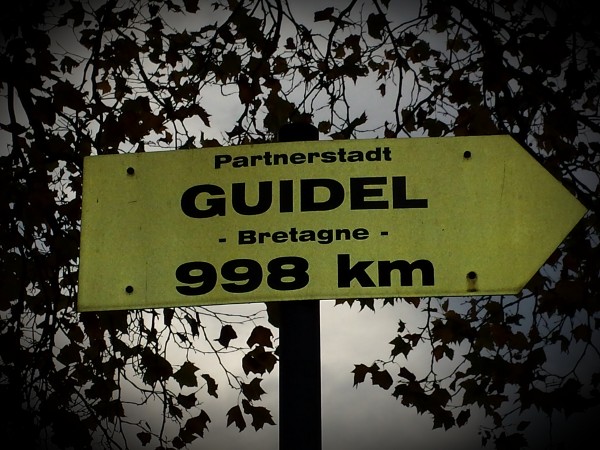 Partnerstadt
GUIDEL
- Bretagne -
998 km